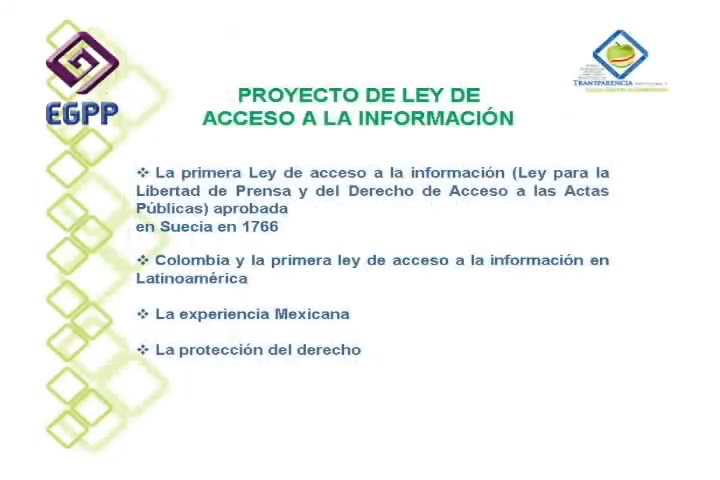 EGPP
TRANSPARENCIA
PROYECTO DE LEY DE
ACCESO A LA INFORMACIÓN
❖ La primera Ley de acceso a la información (Ley para la
Libertad de Prensa y del Derecho de Acceso a las Actas
Públicas) aprobada
en Suecia en 1766
❖ Colombia y la primera ley de acceso a la información en
Latinoamérica
❖ La experiencia Mexicana
❖ La protección del derecho